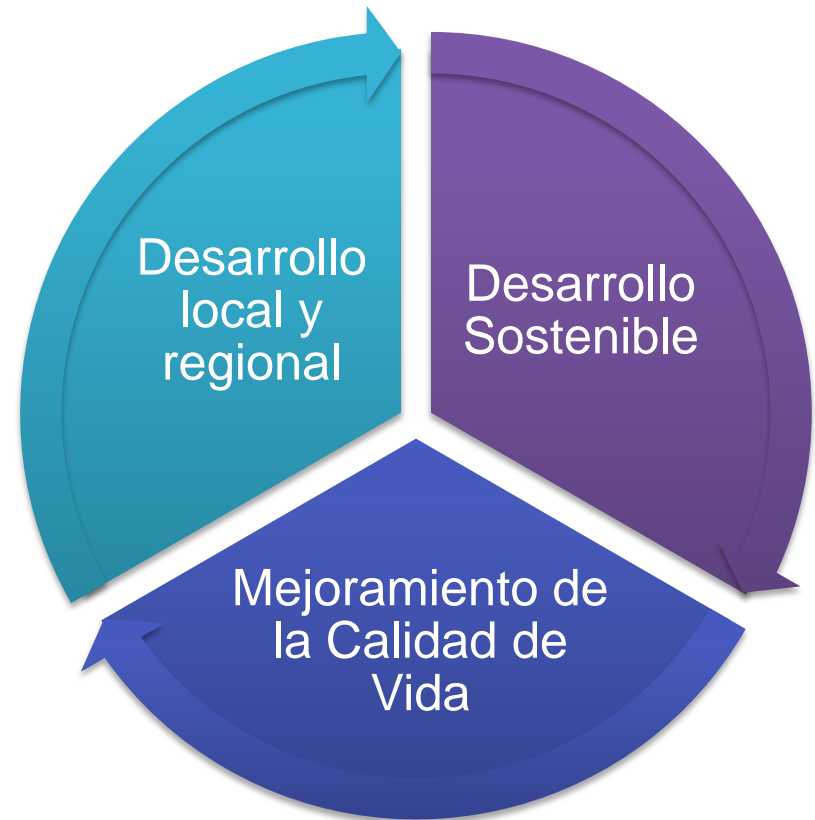 Desarrollo
local y
regional
Desarrollo
Sostenible
Mejoramiento de
la Calidad de
Vida